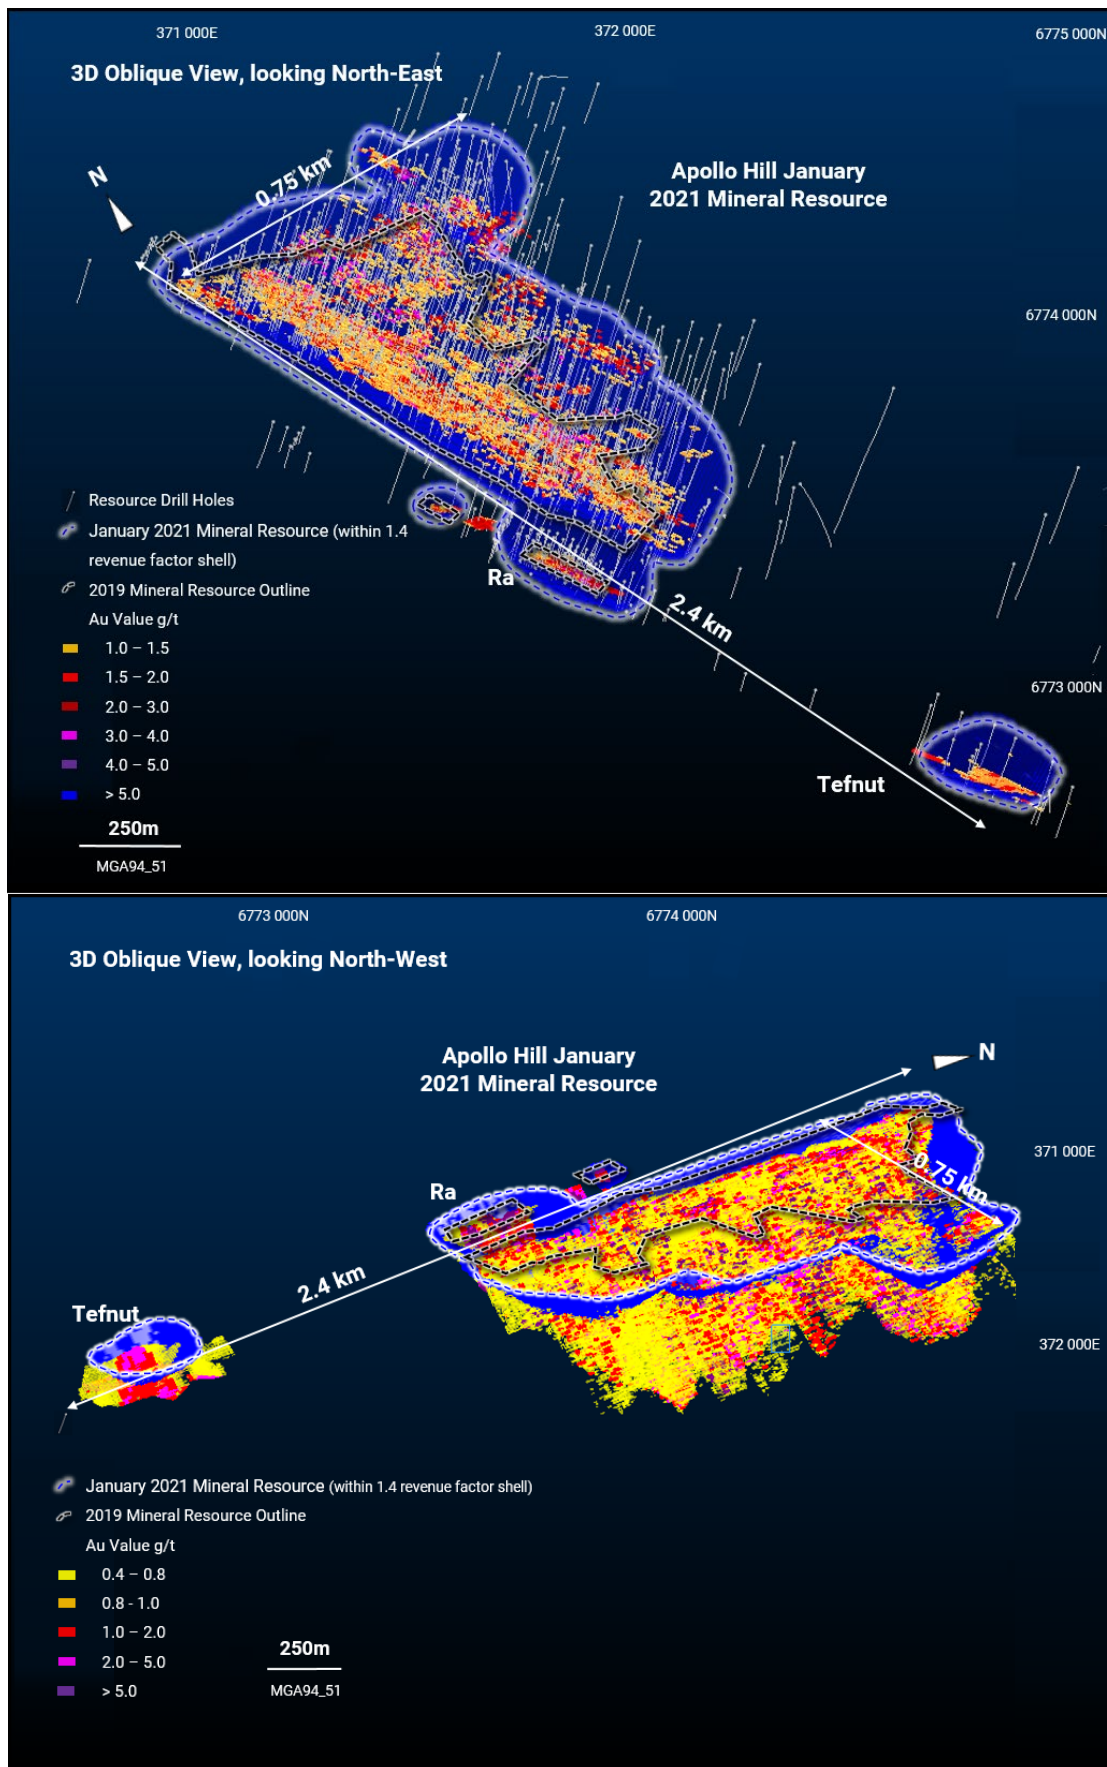 371 000E
372 000E
6775 000N
3D Oblique View, looking North-East
Apollo Hill January
2021 Mineral Resource
N
0.75 km
6774 000N
Resource Drill Holes
January 2021 Mineral Resource (within 1.4
revenue factor shell)
Ra
2019 Mineral Resource Outline
2.4 km
Au Value g/t
1.0 – 1.5
1.5 – 2.0
6773 000N
2.0 – 3.0
3.0 – 4.0
4.0 – 5.0
Tefnut
> 5.0
250m
MGA94_51
6773 000N
6774 000N
3D Oblique View, looking North-West
Apollo Hill January
2021 Mineral Resource
N
371 000E
0.75 km
Ra
2.4 km
Tefnut
372 000E
January 2021 Mineral Resource (within 1.4 revenue factor shell)
2019 Mineral Resource Outline
Au Value g/t
0.4 – 0.8
0.8 - 1.0
1.0 – 2.0
2.0 – 5.0
> 5.0
250m
MGA94_51